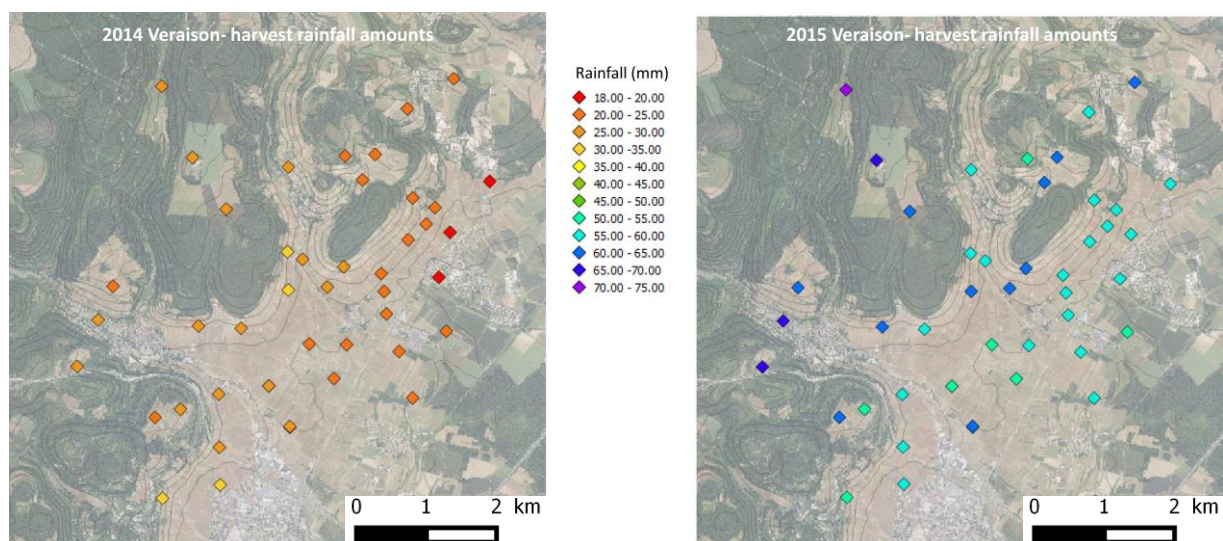 2014 Veraison- harvest rainfall amounts
0 1 2 km
Rainfall (mm)
18.00 - 20.00
20.00 - 25.00
25.00 - 30.00
30.00 -35.00
35.00 - 40.00
40.00 - 45.00
45.00 - 50.00
50.00 - 55.00
55.00 - 60.00
60.00 - 65.00
65.00 -70.00
70.00 - 75.00
2015 Veraison- harvest rainfall amounts
0 1 2 km